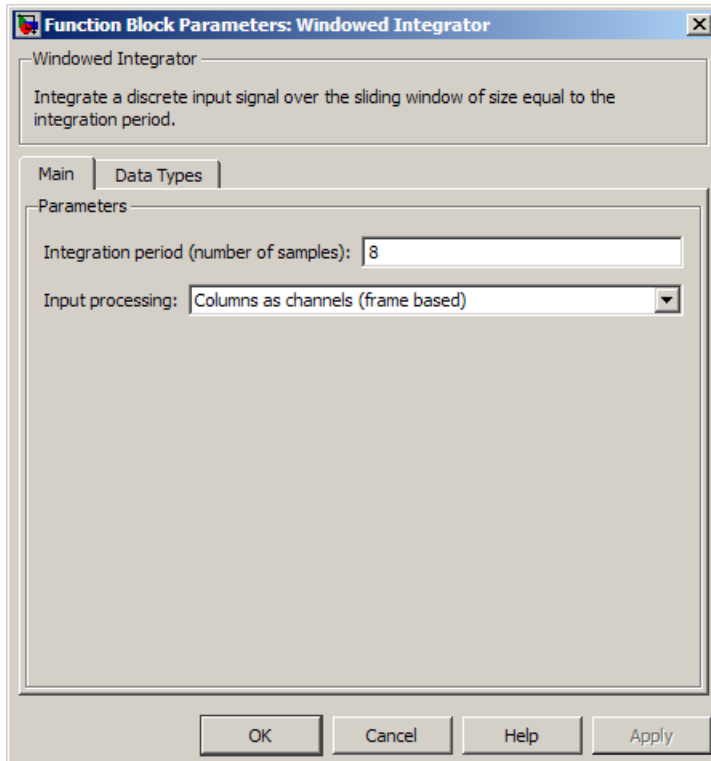 Function Block Parameters: Windowed Integrator
Windowed Integrator
Integrate a discrete input signal over the sliding window of size equal to the
integration period.
Main Data Types
Parameters
Integration period (number of samples): 8
Input processing: Columns as channels (frame based)
OK Cancel Help Apply